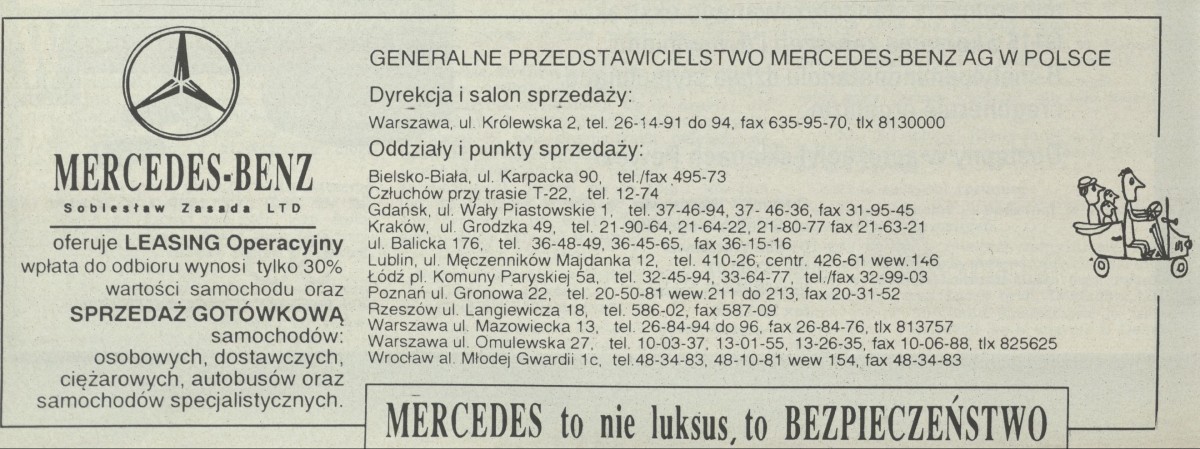 MERCEDES-BENZ
Sobiesław Zasada LTD
oferuje LEASING Operacyjny
wpłata do odbioru wynosi tylko 30%
wartości samochodu oraz
SPRZEDAŻ GOTÓWKOWĄ
samochodów:
osobowych, dostawczych,
ciężarowych, autobusów oraz
samochodów specjalistycznych.
GENERALNE PRZEDSTAWICIELSTWO MERCEDES-BENZ AG W POLSCE
Dyrekcja i salon sprzedaży:
Warszawa, ul. Królewska 2, tel. 26-14-91 do 94, fax 635-95-70, tlx 8130000
Oddziały i punkty sprzedaży:
Bielsko-Biała, ul. Karpacka 90, tel./fax 495-73
Człuchów przy trasie T-22, tel. 12-74
Gdańsk, ul. Wały Piastowskie 1, tel. 37-46-94, 37- 46-36, fax 31-95-45
Kraków, ul. Grodzka 49, tel. 21-90-64, 21-64-22, 21-80-77 fax 21-63-21
ul. Balicka 176, tel. 36-48-49, 36-45-65, fax 36-15-16
Lublin, ul. Męczenników Majdanka 12, tel. 410-26, centr. 426-61 wew.146
Łódź pl. Komuny Paryskiej 5a, tel. 32-45-94, 33-64-77, tel./fax 32-99-03
Poznań ul. Gronowa 22, tel. 20-50-81 wew.211 do 213, fax 20-31-52
Rzeszów ul. Langiewicza 18, tel. 586-02, fax 587-09
Warszawa ul. Mazowiecka 13, tel. 26-84-94 do 96, fax 26-84-76, tlx 813757
Warszawa ul. Omulewska 27, tel. 10-03-37, 13-01-55, 13-26-35, fax 10-06-88, tlx 825625
Wrocław al. Młodej Gwardii 1c, tel.48-34-83, 48-10-81 wew 154, fax 48-34-83
MERCEDES to nie luksus, to BEZPIECZEŃSTWO